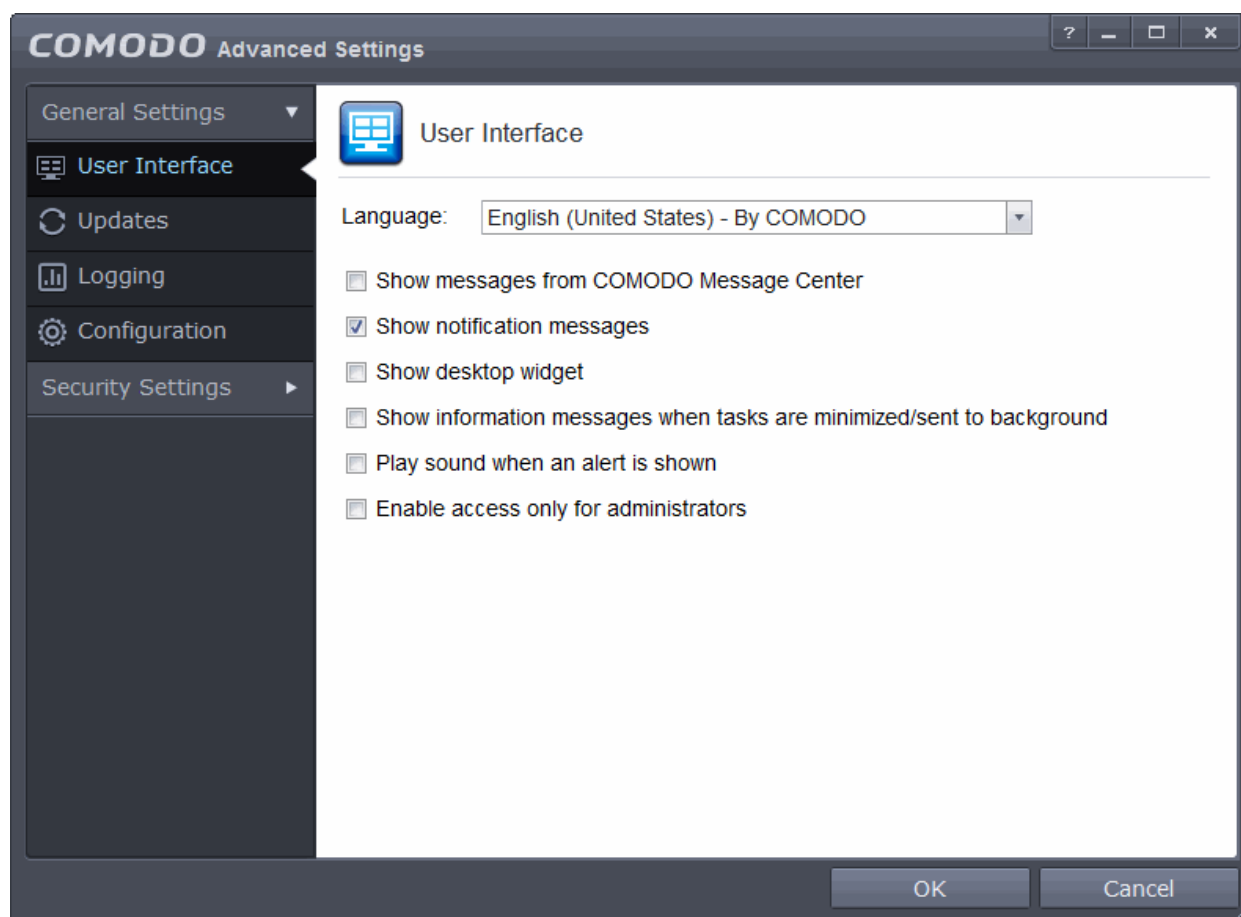 COMODO Advanced Settings
?
General Settings
User Interface
Updates
Logging
Configuration
Security Settings
User Interface
Language: English (United States) - By COMODO
Show messages from COMODO Message Center
Show notification messages
Show desktop widget
Show information messages when tasks are minimized/sent to background
Play sound when an alert is shown
Enable access only for administrators
OK Cancel